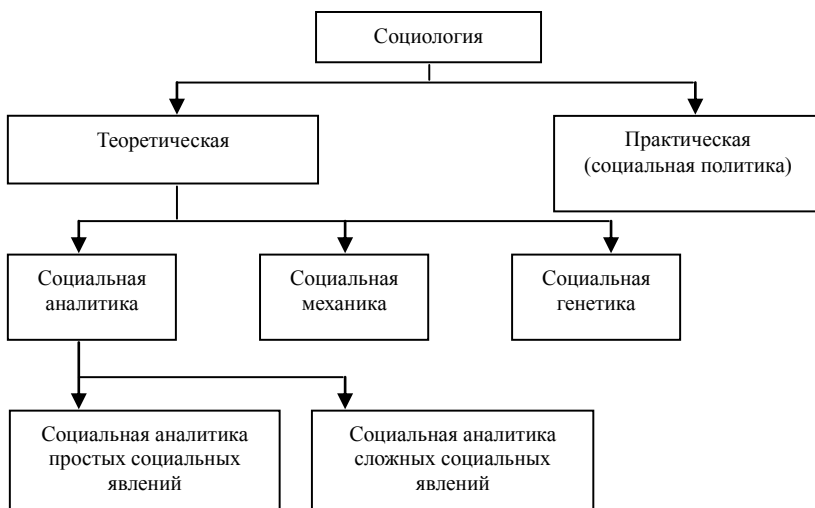 Социология
Теоретическая
Практическая
(социальная политика)
Социальная
аналитика
Социальная
механика
Социальная
генетика
Социальная аналитика
простых социальных
явлений
Социальная аналитика
сложных социальных
явлений